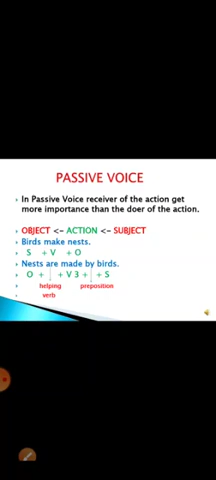 PASSIVE VOICE
In Passive Voice receiver of the action get
more importance than the doer of the action.
OBJECT <- ACTION <- SUBJECT
Birds make nests.
S + V + O
Nests are made by birds.
O + + V 3 + + S
helping preposition
verb